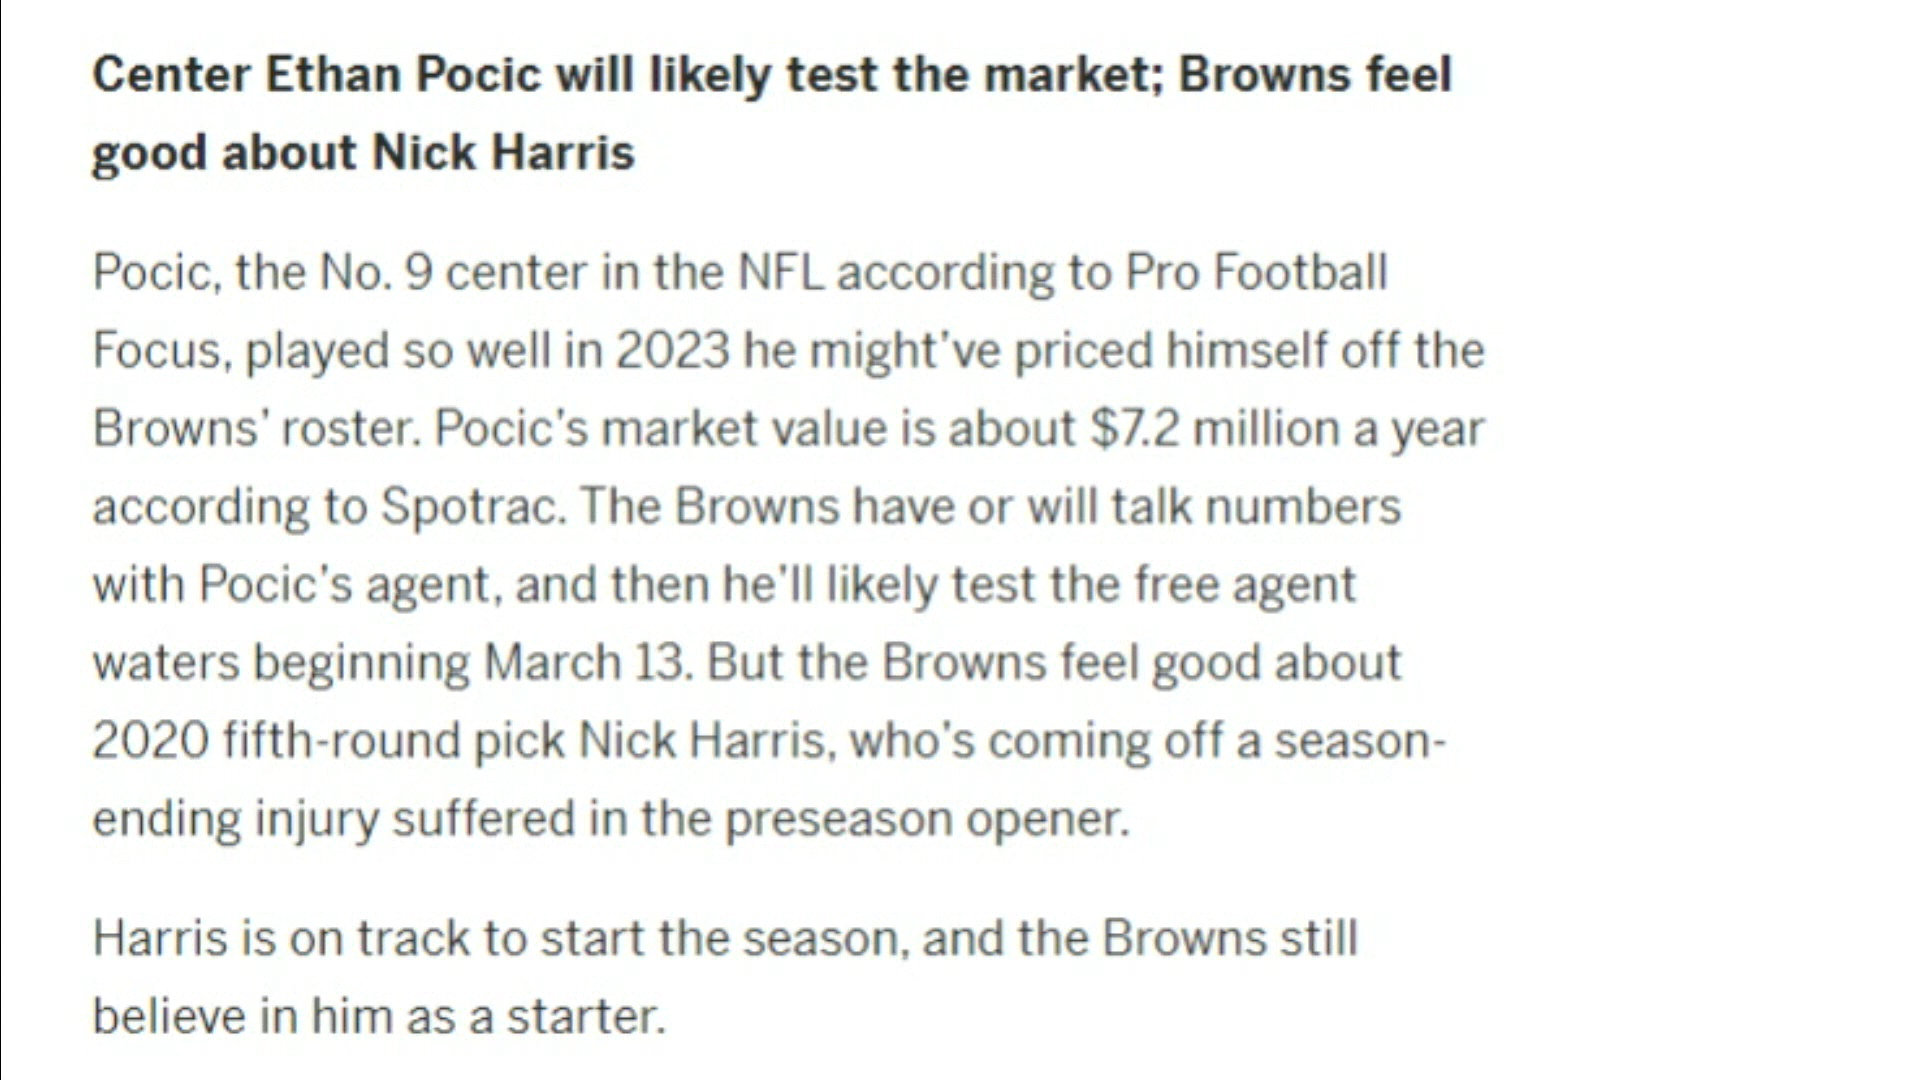 Center Ethan Pocic will likely test the market; Browns feel
good about Nick Harris
Pocic, the No. 9 center in the NFL according to Pro Football
Focus, played so well in 2023 he might've priced himself off the
Browns' roster. Pocic's market value is about $7.2 million a year
according to Spotrac. The Browns have or will talk numbers
with Pocic's agent, and then he'll likely test the free agent
waters beginning March 13. But the Browns feel good about
2020 fifth-round pick Nick Harris, who's coming off a season-
ending injury suffered in the preseason opener.
Harris is on track to start the season, and the Browns still
believe in him as a starter.